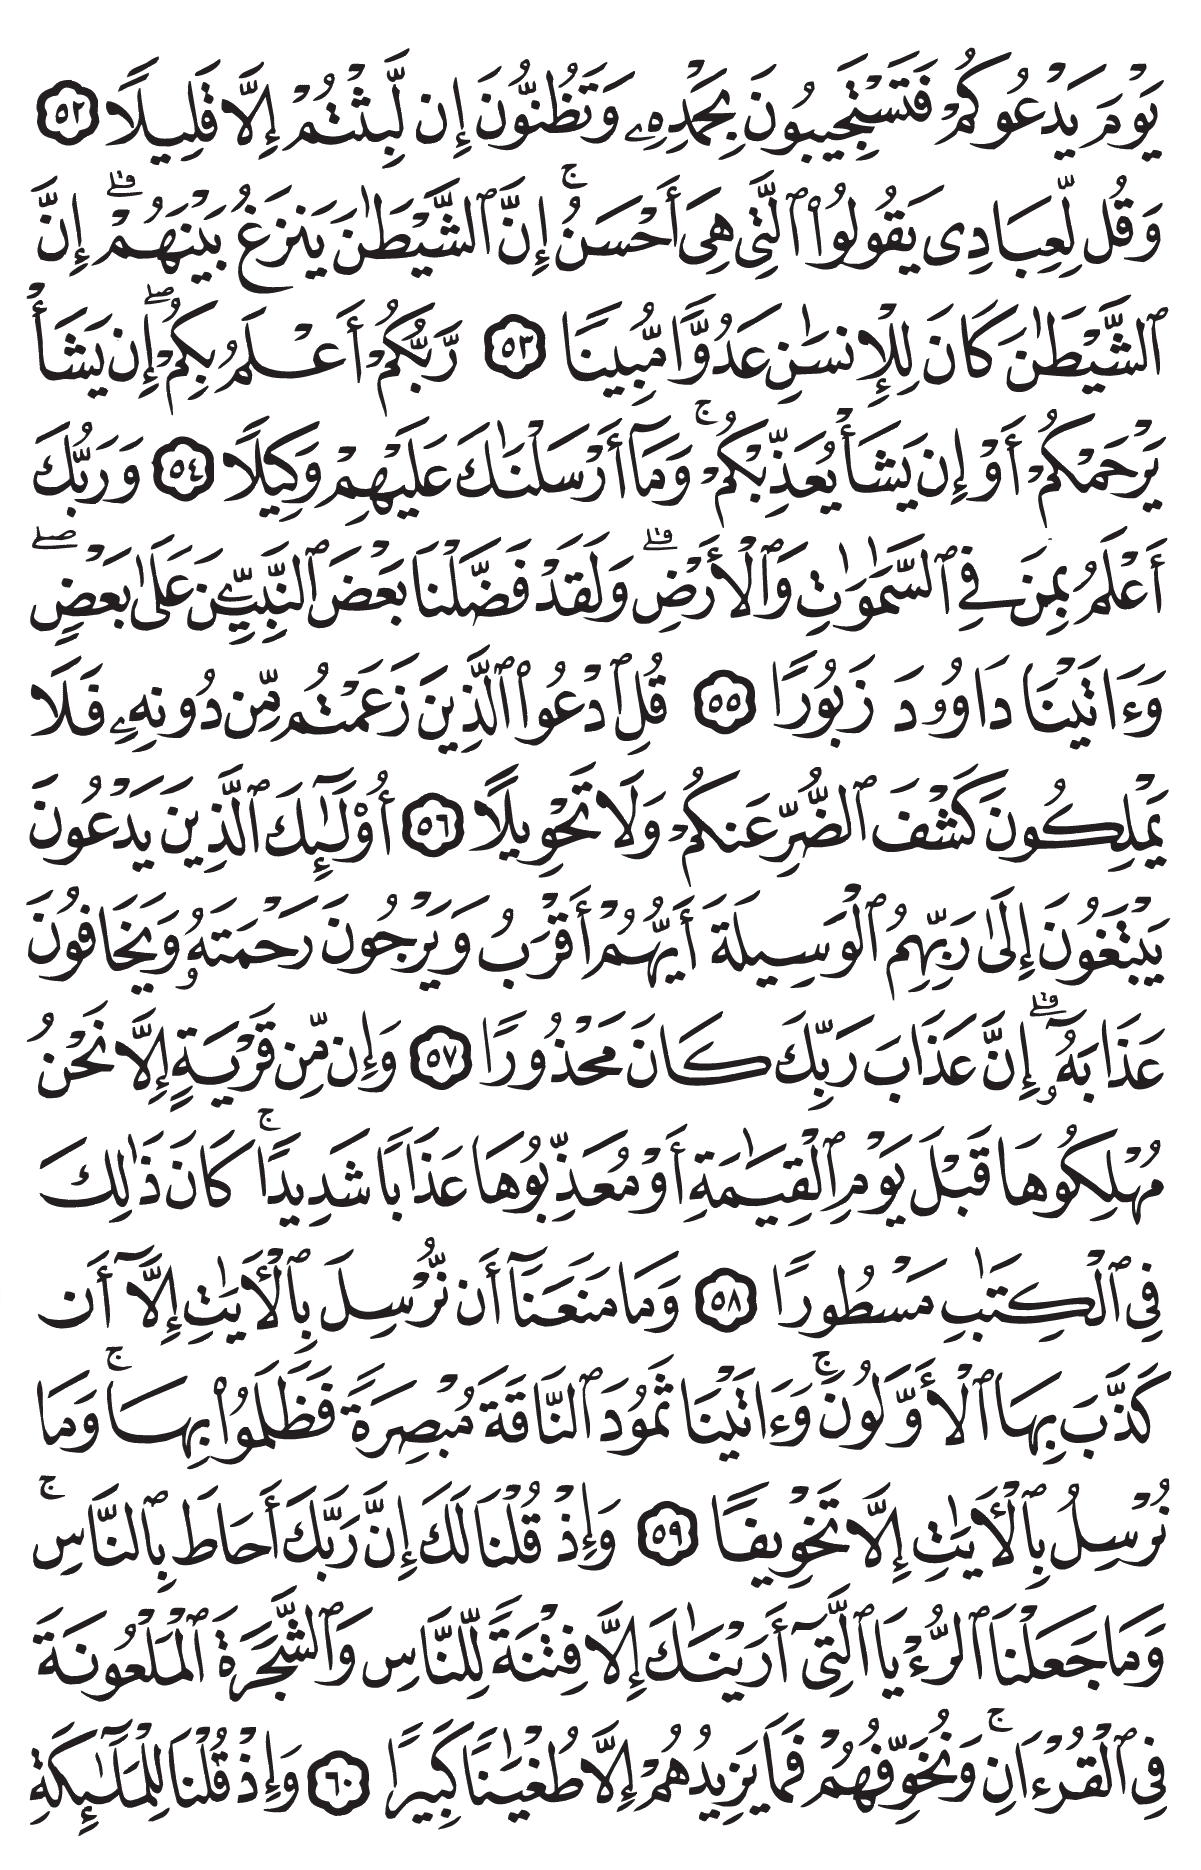 يَوْمَ يَدْعُوكُمْ فَتَسْتَجِيبُونَ بِحَمْدِهِۦ وَتَظُنُّونَ إِن لَّبِثْتُمْ إِلَّا قَلِيلًا ٥٢
وَقُل لِّعِبَادِى يَقُولُوا۟ ٱلَّتِى هِىَ أَحْسَنُ ۚ إِنَّ ٱلشَّيْطَٰنَ يَنزَغُ بَيْنَهُمْ ۗ إِنَّ
ٱلشَّيْطَٰنَ كَانَ لِلْإِنسَٰنِ عَدُوًّا مُّبِينًا ٥٣ رَّبُّكُمْ أَعْلَمُ بِكُمْ ۖ إِن يَشَأْ
يَرْحَمْكُمْ أَوْ إِن يَشَأْ يُعَذِّبْكُمْ ۚ وَمَآ أَرْسَلْنَٰكَ عَلَيْهِمْ وَكِيلًا ٥٤ وَرَبُّكَ
أَعْلَمُ بِمَن فِى ٱلسَّمَٰوَٰتِ وَٱلْأَرْضِ ۗ وَلَقَدْ فَضَّلْنَا بَعْضَ ٱلنَّبِيِّـۧنَ عَلَىٰ بَعْضٍ ۖ
وَءَاتَيْنَا دَاوُۥدَ زَبُورًا ٥٥ قُلِ ٱدْعُوا۟ ٱلَّذِينَ زَعَمْتُم مِّن دُونِهِۦ فَلَا
يَمْلِكُونَ كَشْفَ ٱلضُّرِّ عَنكُمْ وَلَا تَحْوِيلًا ٥٦ أُو۟لَٰٓئِكَ ٱلَّذِينَ يَدْعُونَ
يَبْتَغُونَ إِلَىٰ رَبِّهِمُ ٱلْوَسِيلَةَ أَيُّهُمْ أَقْرَبُ وَيَرْجُونَ رَحْمَتَهُۥ وَيَخَافُونَ
عَذَابَهُۥٓ ۗ إِنَّ عَذَابَ رَبِّكَ كَانَ مَحْذُورًا ٥٧ وَإِن مِّن قَرْيَةٍ إِلَّا نَحْنُ
مُهْلِكُوهَا قَبْلَ يَوْمِ ٱلْقِيَٰمَةِ أَوْ مُعَذِّبُوهَا عَذَابًا شَدِيدًا ۚ كَانَ ذَٰلِكَ
فِى ٱلْكِتَٰبِ مَسْطُورًا ٥٨ وَمَا مَنَعَنَآ أَن نُّرْسِلَ بِٱلْـَٔايَٰتِ إِلَّآ أَن
كَذَّبَ بِهَا ٱلْأَوَّلُونَ ۚ وَءَاتَيْنَا ثَمُودَ ٱلنَّاقَةَ مُبْصِرَةً فَظَلَمُوا۟ بِهَا ۚ وَمَا
نُرْسِلُ بِٱلْـَٔايَٰتِ إِلَّا تَخْوِيفًا ٥٩ وَإِذْ قُلْنَا لَكَ إِنَّ رَبَّكَ أَحَاطَ بِٱلنَّاسِ ۚ
وَمَا جَعَلْنَا ٱلرُّءْيَا ٱلَّتِىٓ أَرَيْنَٰكَ إِلَّا فِتْنَةً لِّلنَّاسِ وَٱلشَّجَرَةَ ٱلْمَلْعُونَةَ
فِى ٱلْقُرْءَانِ ۚ وَنُخَوِّفُهُمْ فَمَا يَزِيدُهُمْ إِلَّا طُغْيَٰنًا كَبِيرًا ٦٠ وَإِذْ قُلْنَا لِلْمَلَٰٓئِكَةِ